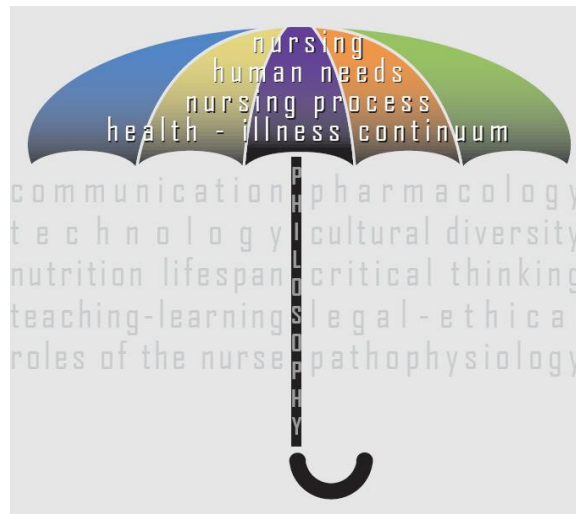 nursing
human needs
nursing process
health - illness continuum
PHILOSOPHY
communication pharmacology
technology cultural diversity
nutrition lifespan critical thinking
teaching-learning legal-ethica
roles of the nurse pathophysiology